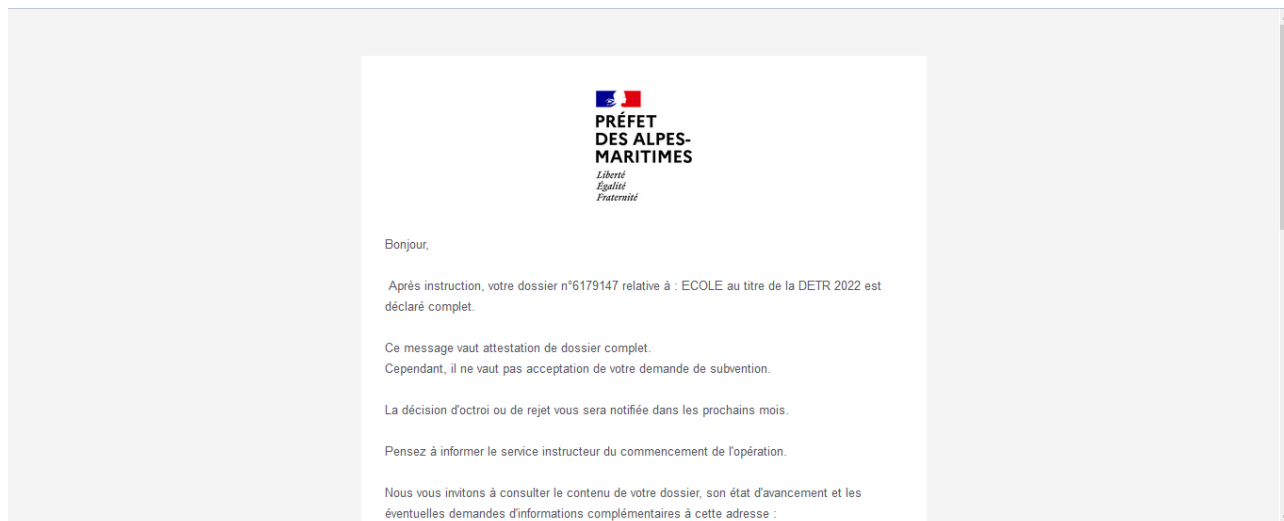 PRÉFET
DES ALPES-
MARITIMES
Liberté
Égalité
Fraternité
Bonjour,
Après instruction, votre dossier n°6179147 relative à : ECOLE au titre de la DETR 2022 est
déclaré complet.
Ce message vaut attestation de dossier complet.
Cependant, il ne vaut pas acceptation de votre demande de subvention.
La décision d'octroi ou de rejet vous sera notifiée dans les prochains mois.
Pensez à informer le service instructeur du commencement de l'opération.
Nous vous invitons à consulter le contenu de votre dossier, son état d'avancement et les
éventuelles demandes d'informations complémentaires à cette adresse :